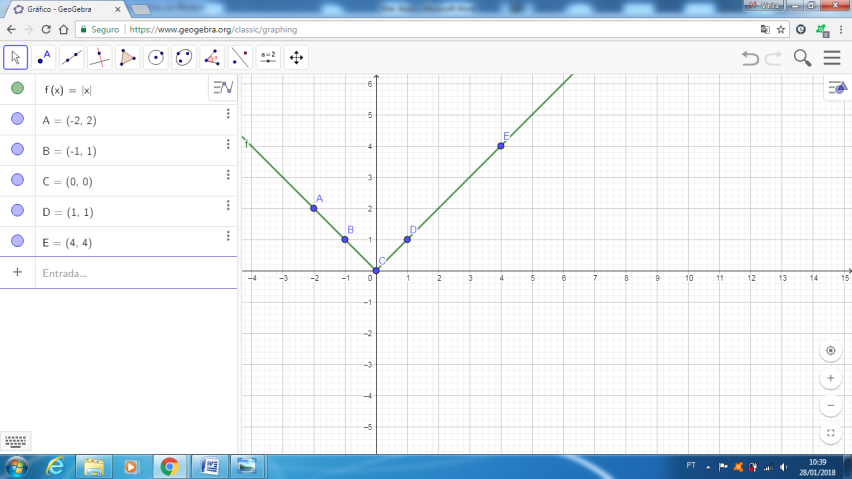 Gráfico - GeoGebra
Vieira
Seguro | https://www.geogebra.org/classic/graphing
A
a = 2
f(x) = |x|
A = (-2, 2)
B = (-1, 1)
C = (0, 0)
D = (1, 1)
E = (4, 4)
+ Entrada...
f
A
B
C
D
E
6
5
4
3
2
1
−4 −3 −2 −1 0 1 2 3 4 5 6 7 8 9 10 11 12 13 14 15
−1
−2
−3
−4
−5
PT
10:39
28/01/2018